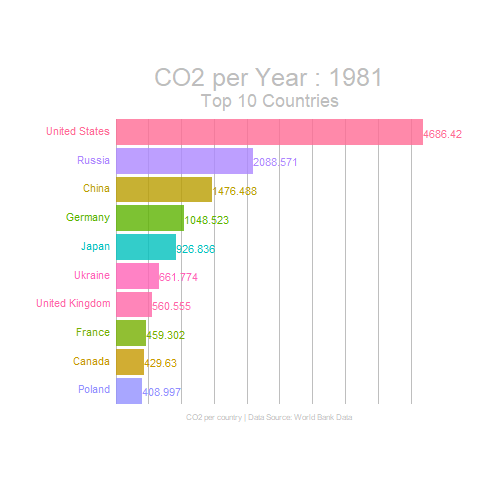 CO2 per Year : 1981
Top 10 Countries
United States 4686.42
Russia 2088.571
China 1476.488
Germany 1048.523
Japan 926.836
Ukraine 661.774
United Kingdom 560.555
France 459.302
Canada 429.63
Poland 408.997
CO2 per country | Data Source: World Bank Data